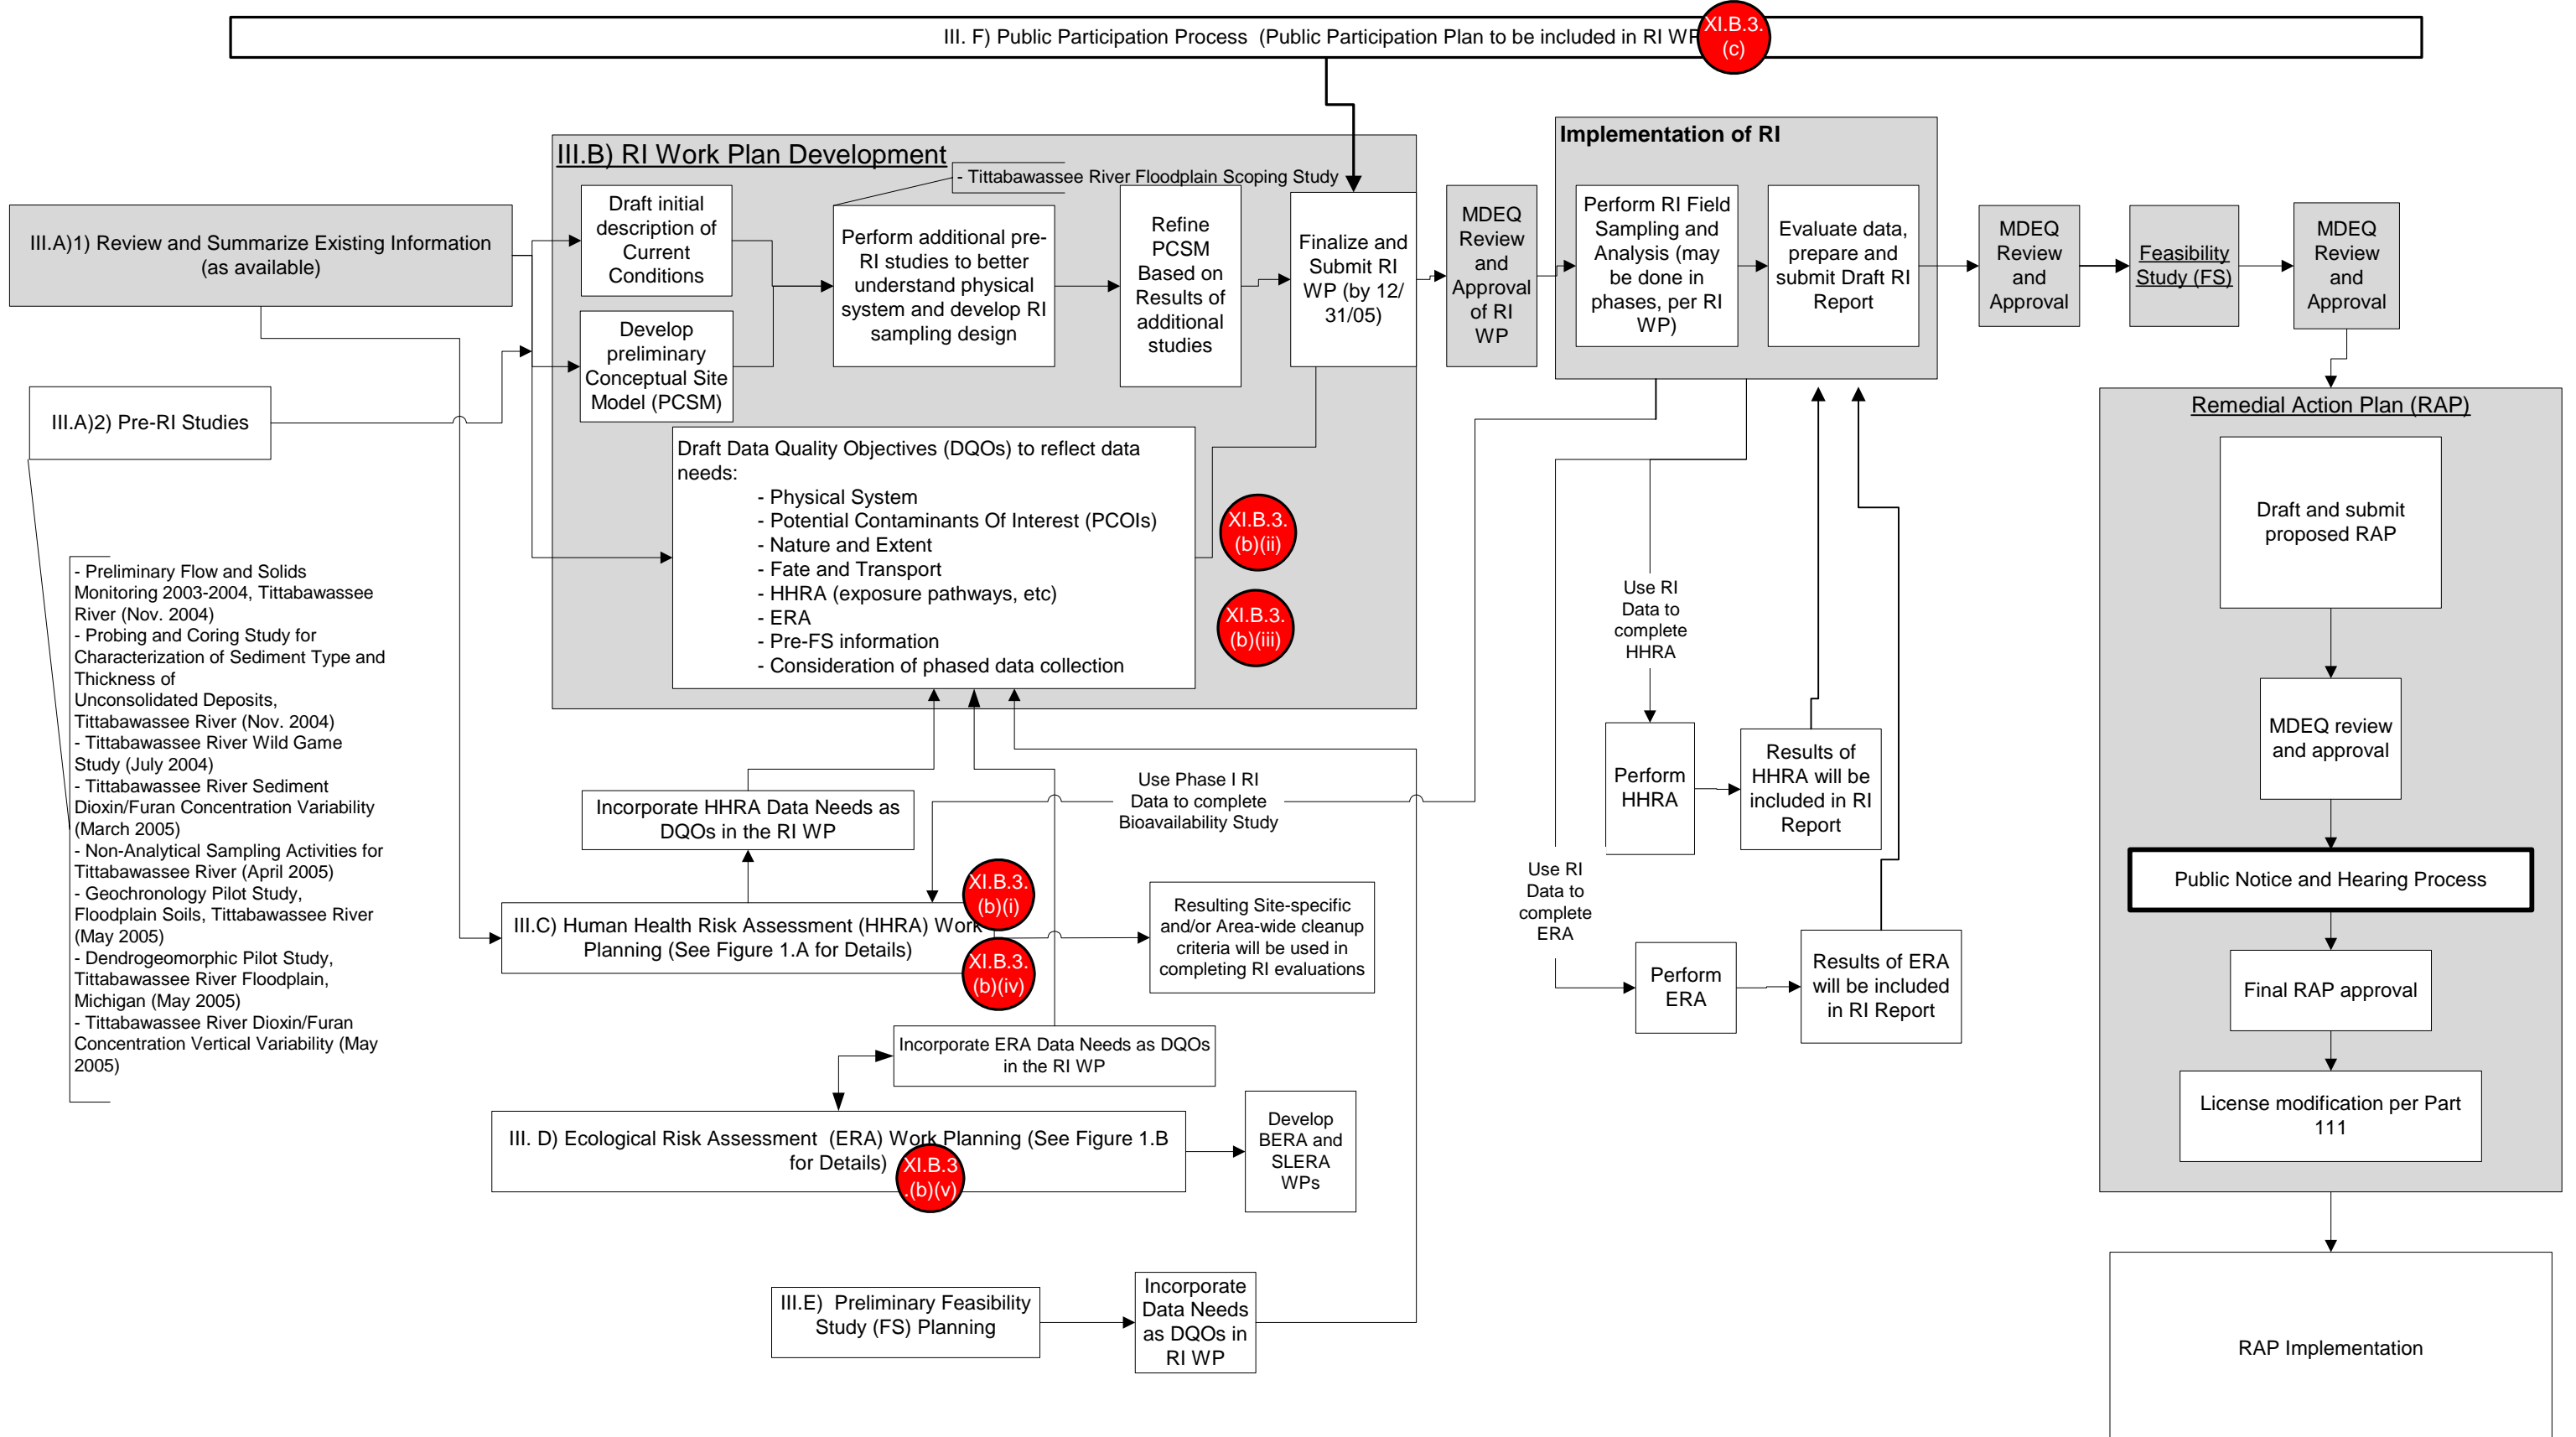 III. F) Public Participation Process (Public Participation Plan to be included in RI WP
XI.B.3.
(c)
III.B) RI Work Plan Development
- Tittabawassee River Floodplain Scoping Study
Implementation of RI
III.A)1) Review and Summarize Existing Information
(as available)
Draft initial
description of
Current
Conditions
Develop
preliminary
Conceptual Site
Model (PCSM)
Perform additional pre-
RI studies to better
understand physical
system and develop RI
sampling design
Refine
PCSM
Based on
Results of
additional
studies
Finalize and
Submit RI
WP (by 12/
31/05)
MDEQ
Review
and
Approval
of RI
WP
Perform RI Field
Sampling and
Analysis (may
be done in
phases, per RI
WP)
Evaluate data,
prepare and
submit Draft RI
Report
MDEQ
Review
and
Approval
Feasibility
Study (FS)
MDEQ
Review
and
Approval
III.A)2) Pre-RI Studies
- Preliminary Flow and Solids
Monitoring 2003-2004, Tittabawassee
River (Nov. 2004)
- Probing and Coring Study for
Characterization of Sediment Type and
Thickness of
Unconsolidated Deposits,
Tittabawassee River (Nov. 2004)
- Tittabawassee River Wild Game
Study (July 2004)
- Tittabawassee River Sediment
Dioxin/Furan Concentration Variability
(March 2005)
- Non-Analytical Sampling Activities for
Tittabawassee River (April 2005)
- Geochronology Pilot Study,
Floodplain Soils, Tittabawassee River
(May 2005)
- Dendrogeomorphic Pilot Study,
Tittabawassee River Floodplain,
Michigan (May 2005)
- Tittabawassee River Dioxin/Furan
Concentration Vertical Variability (May
2005)
Draft Data Quality Objectives (DQOs) to reflect data
needs:
- Physical System
- Potential Contaminants Of Interest (PCOIs)
- Nature and Extent
- Fate and Transport
- HHRA (exposure pathways, etc)
- ERA
- Pre-FS information
- Consideration of phased data collection
XI.B.3.
(b)(ii)
XI.B.3.
(b)(iii)
Incorporate HHRA Data Needs as
DQOs in the RI WP
Use Phase I RI
Data to complete
Bioavailability Study
III.C) Human Health Risk Assessment (HHRA) Work
Planning (See Figure 1.A for Details)
XI.B.3.
(b)(i)
XI.B.3.
(b)(iv)
Resulting Site-specific
and/or Area-wide cleanup
criteria will be used in
completing RI evaluations
Incorporate ERA Data Needs as DQOs
in the RI WP
III. D) Ecological Risk Assessment (ERA) Work Planning (See Figure 1.B
for Details)
XI.B.3
.(b)(v)
Develop
BERA and
SLERA
WPs
III.E) Preliminary Feasibility
Study (FS) Planning
Incorporate
Data Needs
as DQOs in
RI WP
Use RI
Data to
complete
HHRA
Perform
HHRA
Results of
HHRA will be
included in RI
Report
Use RI
Data to
complete
ERA
Perform
ERA
Results of ERA
will be included
in RI Report
Remedial Action Plan (RAP)
Draft and submit
proposed RAP
MDEQ review
and approval
Public Notice and Hearing Process
Final RAP approval
License modification per Part
111
RAP Implementation